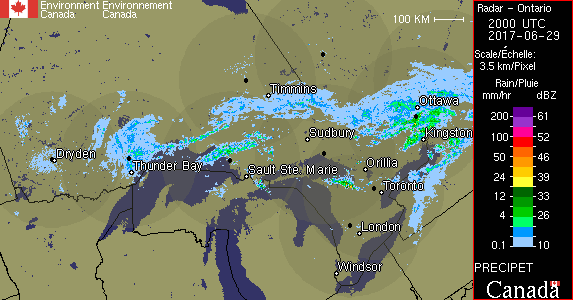 Environment Environnement
Canada Canada
100 KM
Radar - Ontario
2000 UTC
2017-06-29
Scale/Échelle:
3.5 km/Pixel
Rain/Pluie
mm/hr dBZ
200 61
100 52
50 46
24 39
12 33
4 26
0.1 10
PRECIPET
Canada
Timmins
Ottawa
Sudbury
Kingston
Dryden
Thunder Bay
Sault Ste. Marie
Orillia
Toronto
London
Windsor